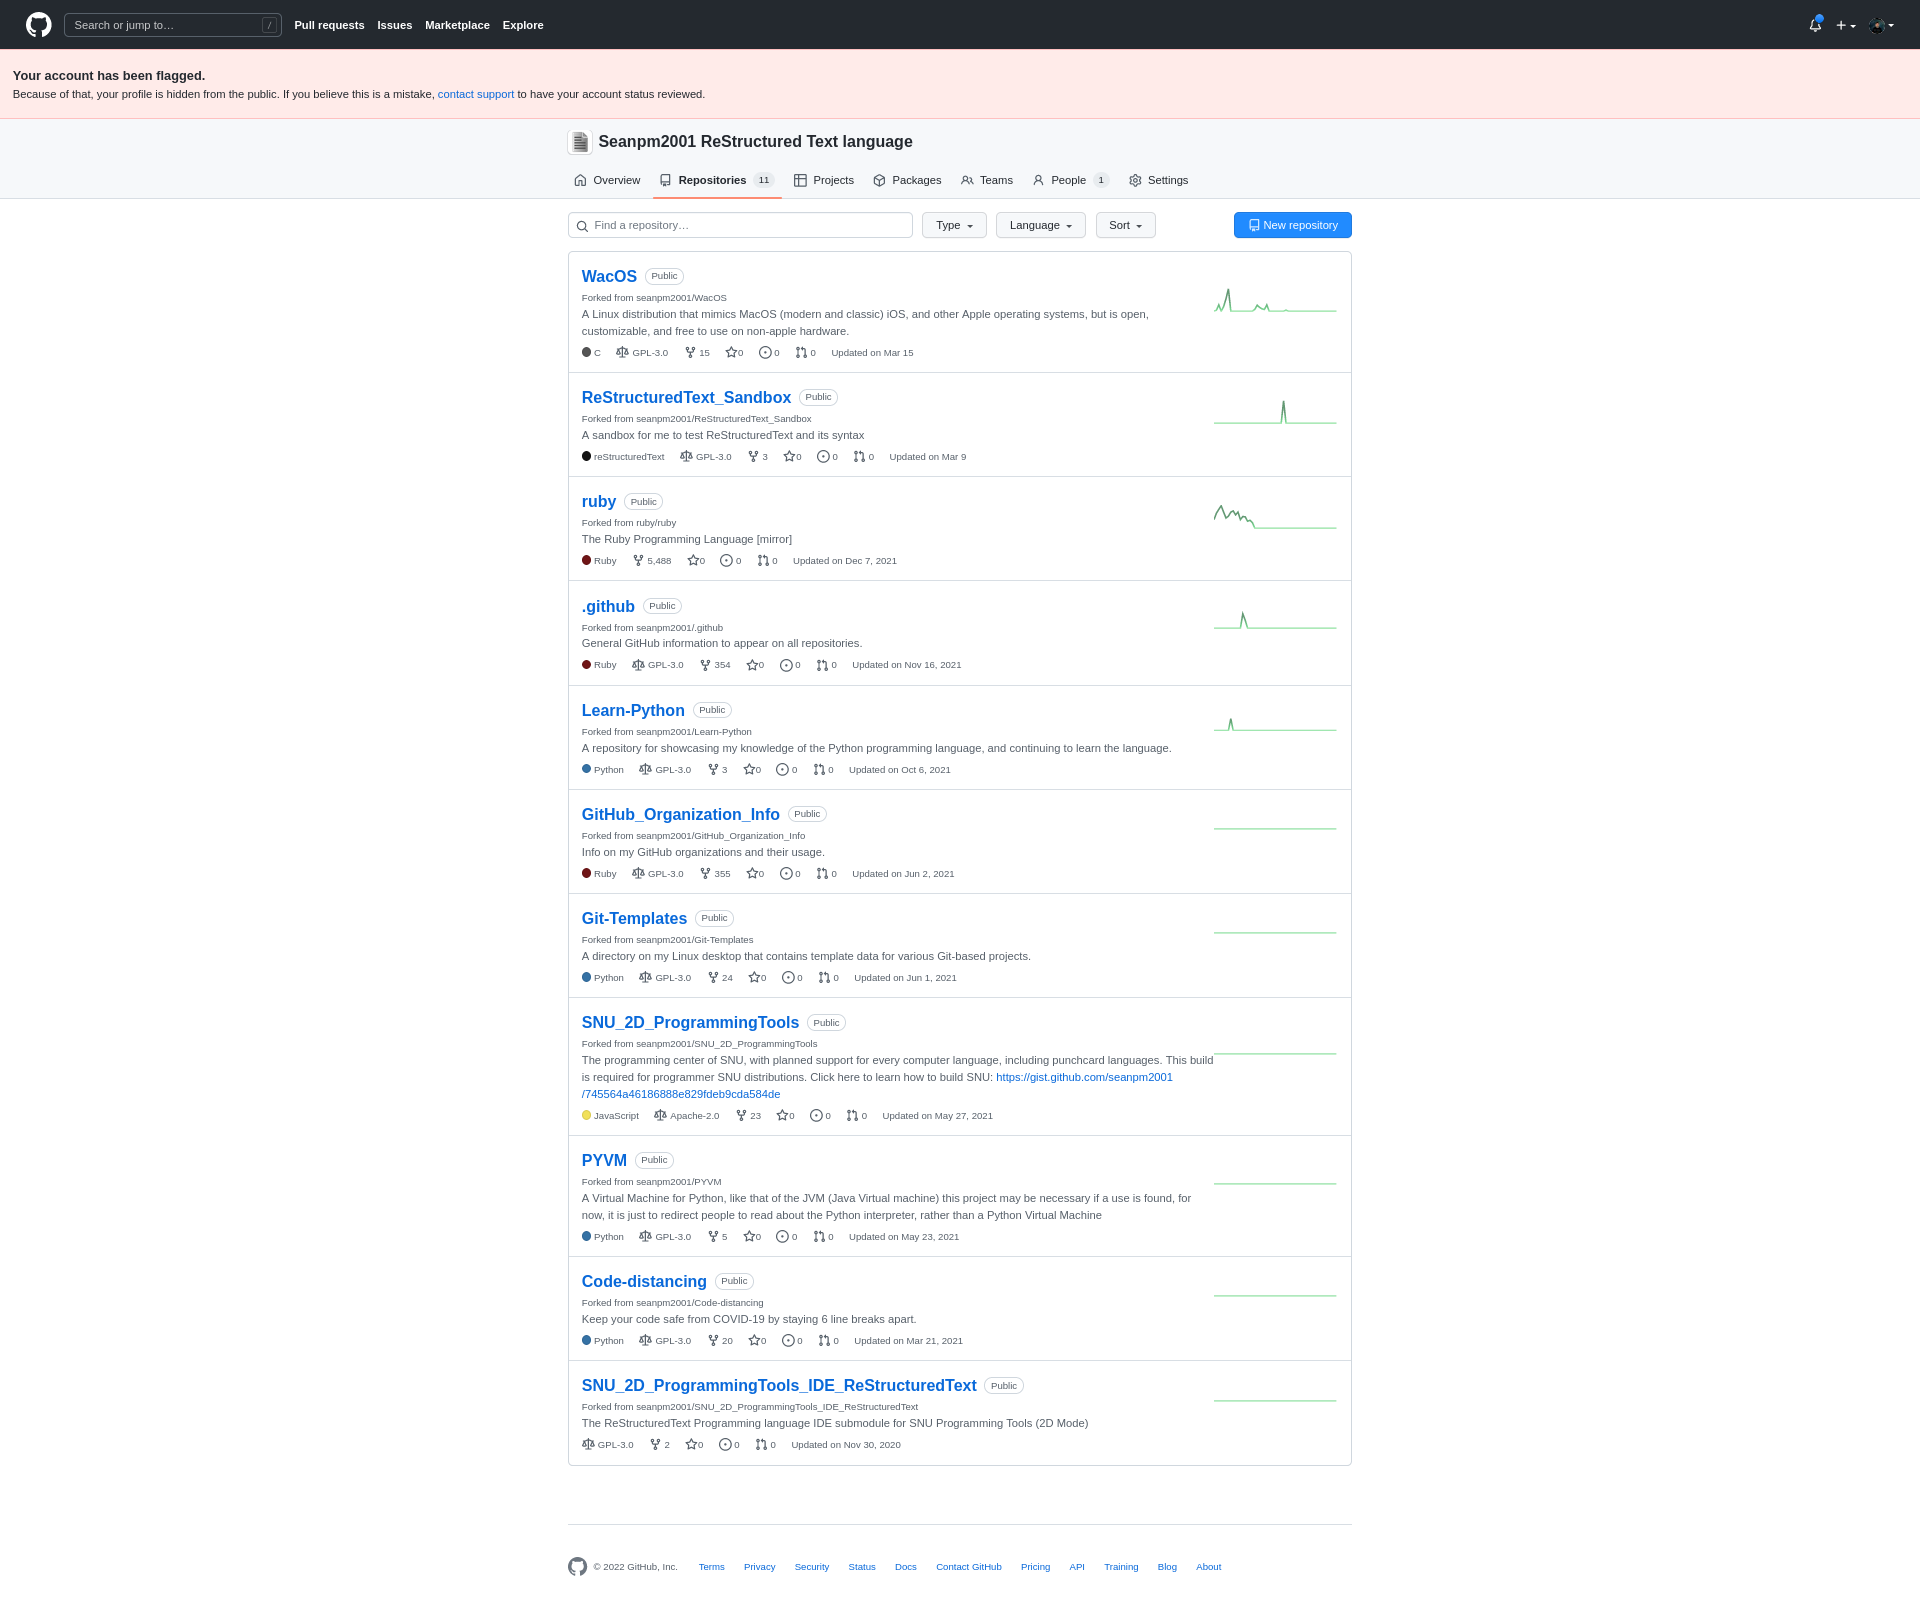 Search or jump to… /
Pull requests Issues Marketplace Explore
Your account has been flagged.
Because of that, your profile is hidden from the public. If you believe this is a mistake, contact support to have your account status reviewed.
Seanpm2001 ReStructured Text language
Overview Repositories 11 Projects Packages Teams People 1 Settings
Find a repository… Type Language Sort New repository
WacOS Public
Forked from seanpm2001/WacOS
A Linux distribution that mimics MacOS (modern and classic) iOS, and other Apple operating systems, but is open,
customizable, and free to use on non-apple hardware.
C GPL-3.0 15 0 0 0 Updated on Mar 15
ReStructuredText_Sandbox Public
Forked from seanpm2001/ReStructuredText_Sandbox
A sandbox for me to test ReStructuredText and its syntax
reStructuredText GPL-3.0 3 0 0 0 Updated on Mar 9
ruby Public
Forked from ruby/ruby
The Ruby Programming Language [mirror]
Ruby 5,488 0 0 0 Updated on Dec 7, 2021
.github Public
Forked from seanpm2001/.github
General GitHub information to appear on all repositories.
Ruby GPL-3.0 354 0 0 0 Updated on Nov 16, 2021
Learn-Python Public
Forked from seanpm2001/Learn-Python
A repository for showcasing my knowledge of the Python programming language, and continuing to learn the language.
Python GPL-3.0 3 0 0 0 Updated on Oct 6, 2021
GitHub_Organization_Info Public
Forked from seanpm2001/GitHub_Organization_Info
Info on my GitHub organizations and their usage.
Ruby GPL-3.0 355 0 0 0 Updated on Jun 2, 2021
Git-Templates Public
Forked from seanpm2001/Git-Templates
A directory on my Linux desktop that contains template data for various Git-based projects.
Python GPL-3.0 24 0 0 0 Updated on Jun 1, 2021
SNU_2D_ProgrammingTools Public
Forked from seanpm2001/SNU_2D_ProgrammingTools
The programming center of SNU, with planned support for every computer language, including punchcard languages. This build
is required for programmer SNU distributions. Click here to learn how to build SNU: https://gist.github.com/seanpm2001
/745564a46186888e829fdeb9cda584de
JavaScript Apache-2.0 23 0 0 0 Updated on May 27, 2021
PYVM Public
Forked from seanpm2001/PYVM
A Virtual Machine for Python, like that of the JVM (Java Virtual machine) this project may be necessary if a use is found, for
now, it is just to redirect people to read about the Python interpreter, rather than a Python Virtual Machine
Python GPL-3.0 5 0 0 0 Updated on May 23, 2021
Code-distancing Public
Forked from seanpm2001/Code-distancing
Keep your code safe from COVID-19 by staying 6 line breaks apart.
Python GPL-3.0 20 0 0 0 Updated on Mar 21, 2021
SNU_2D_ProgrammingTools_IDE_ReStructuredText Public
Forked from seanpm2001/SNU_2D_ProgrammingTools_IDE_ReStructuredText
The ReStructuredText Programming language IDE submodule for SNU Programming Tools (2D Mode)
GPL-3.0 2 0 0 0 Updated on Nov 30, 2020
© 2022 GitHub, Inc. Terms Privacy Security Status Docs Contact GitHub Pricing API Training Blog About